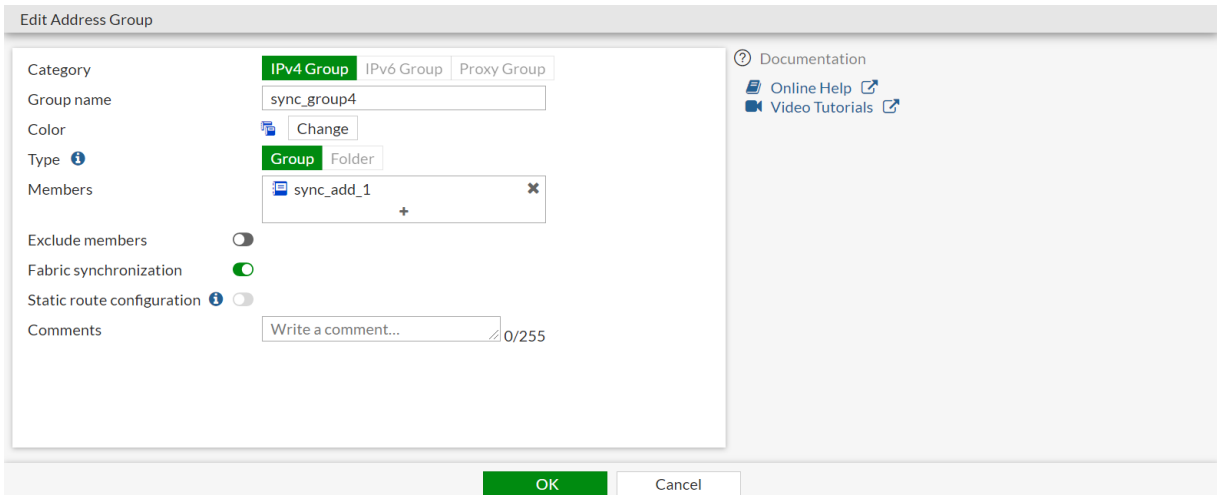 Edit Address Group
Category IPv4 Group IPv6 Group Proxy Group
Group name sync_group4
Color Change
Type Group Folder
Members sync_add_1
Exclude members
Fabric synchronization
Static route configuration
Comments Write a comment... 0/255
Documentation
Online Help
Video Tutorials
OK Cancel